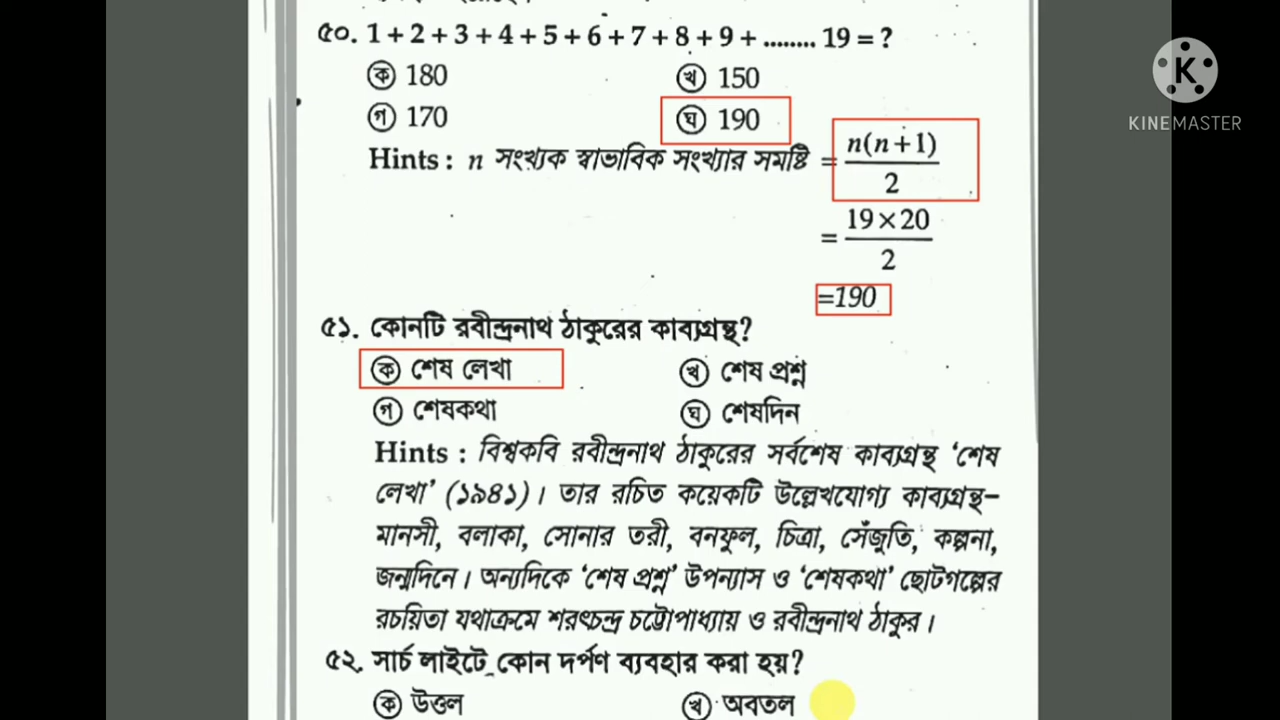 ৫০. 1 + 2 + 3 + 4 + 5 + 6 + 7 + 8 + 9 + ........ 19 = ?
ক 180 খ 150
গ 170 ঘ 190
Hints : n সংখ্যক স্বাভাবিক সংখ্যার সমষ্টি = n(n+1)/2
= 19×20/2
=190
৫১. কোনটি রবীন্দ্রনাথ ঠাকুরের কাব্যগ্রন্থ?
ক শেষ লেখা খ শেষ প্রশ্ন
গ শেষকথা ঘ শেষদিন
Hints : বিশ্বকবি রবীন্দ্রনাথ ঠাকুরের সর্বশেষ কাব্যগ্রন্থ ‘শেষ
লেখা’ (১৯৪১)। তার রচিত কয়েকটি উল্লেখযোগ্য কাব্যগ্রন্থ–
মানসী, বলাকা, সোনার তরী, বনফুল, চিত্রা, সেঁজুতি, কল্পনা,
জন্মদিনে। অন্যদিকে ‘শেষ প্রশ্ন’ উপন্যাস ও ‘শেষকথা’ ছোটগল্পের
রচয়িতা যথাক্রমে শরৎচন্দ্র চট্টোপাধ্যায় ও রবীন্দ্রনাথ ঠাকুর।
৫২. সার্চ লাইটে কোন দর্পণ ব্যবহার করা হয়?
ক উত্তল খ অবতল
K
KINEMASTER